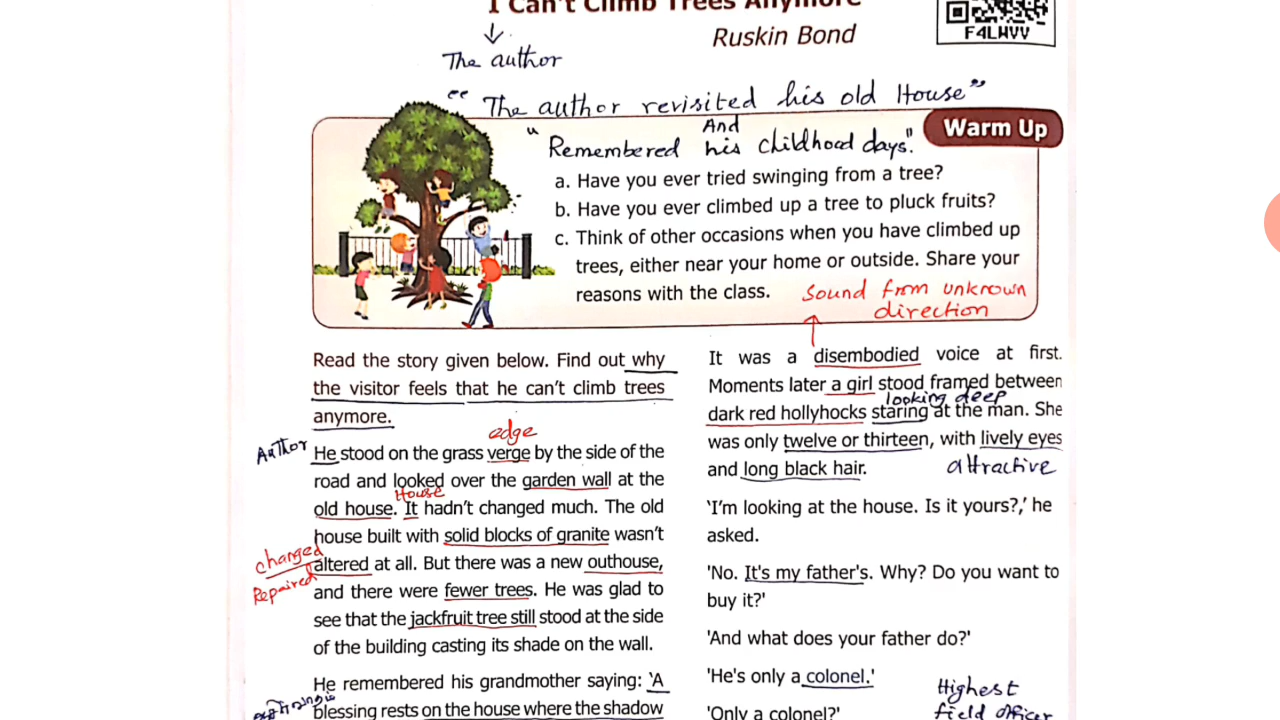 I Can't Climb Trees Anymore
Ruskin Bond
F4LWVV
The author
" The author revisited his old House"
And
"Remembered his childhood days."
Warm Up
a. Have you ever tried swinging from a tree?
b. Have you ever climbed up a tree to pluck fruits?
c. Think of other occasions when you have climbed up
trees, either near your home or outside. Share your
reasons with the class.
Sound from unknown
direction
Read the story given below. Find out why
the visitor feels that he can't climb trees
anymore.
edge
Author
He stood on the grass verge by the side of the
road and looked over the garden wall at the
House
old house. It hadn't changed much. The old
house built with solid blocks of granite wasn't
changed
altered at all. But there was a new outhouse,
Repaired
and there were fewer trees. He was glad to
see that the jackfruit tree still stood at the side
of the building casting its shade on the wall.
He remembered his grandmother saying: 'A
blessing rests on the house where the shadow
It was a disembodied voice at first.
Moments later a girl stood framed between
looking deep
dark red hollyhocks staring at the man. She
was only twelve or thirteen, with lively eyes
and long black hair.
attractive
'I'm looking at the house. Is it yours?,' he
asked.
'No. It's my father's. Why? Do you want to
buy it?'
'And what does your father do?'
'He's only a colonel.'
Highest
field officer
'Only a colonel?'